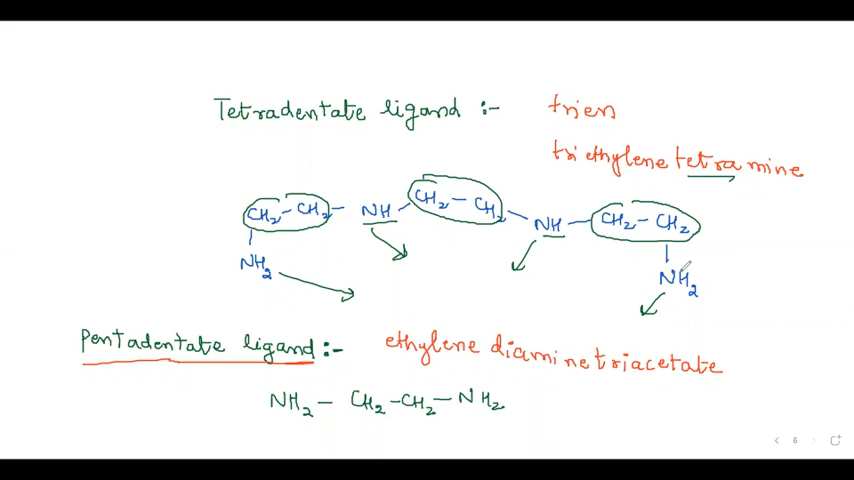 Tetradentate ligand :- trien
triethylene tetramine
CH₂-CH₂-NH-CH₂-CH₂-NH-CH₂-CH₂
NH₂ NH₂
Pentadentate ligand :- ethylene diaminetriacetate
NH₂-CH₂-CH₂-NH₂
6